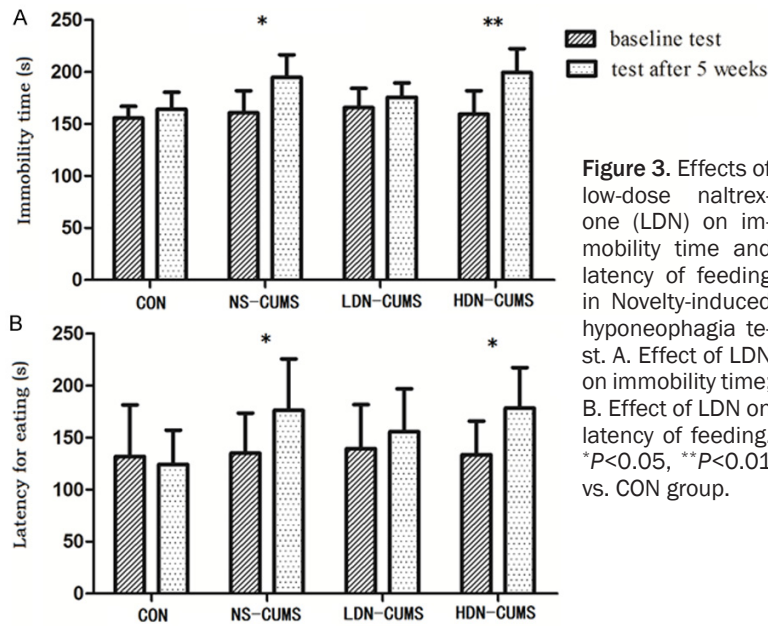 A
Immobility time (s)
250
200
150
100
50
0
*
**
CON
NS-CUMS
LDN-CUMS
HDN-CUMS
baseline test
test after 5 weeks
B
Latency for eating (s)
250
200
150
100
50
0
*
*
CON
NS-CUMS
LDN-CUMS
HDN-CUMS
Figure 3. Effects of
low-dose naltrex-
one (LDN) on im-
mobility time and
latency of feeding
in Novelty-induced
hyponeophagia te-
st. A. Effect of LDN
on immobility time;
B. Effect of LDN on
latency of feeding.
*P<0.05, **P<0.01
vs. CON group.